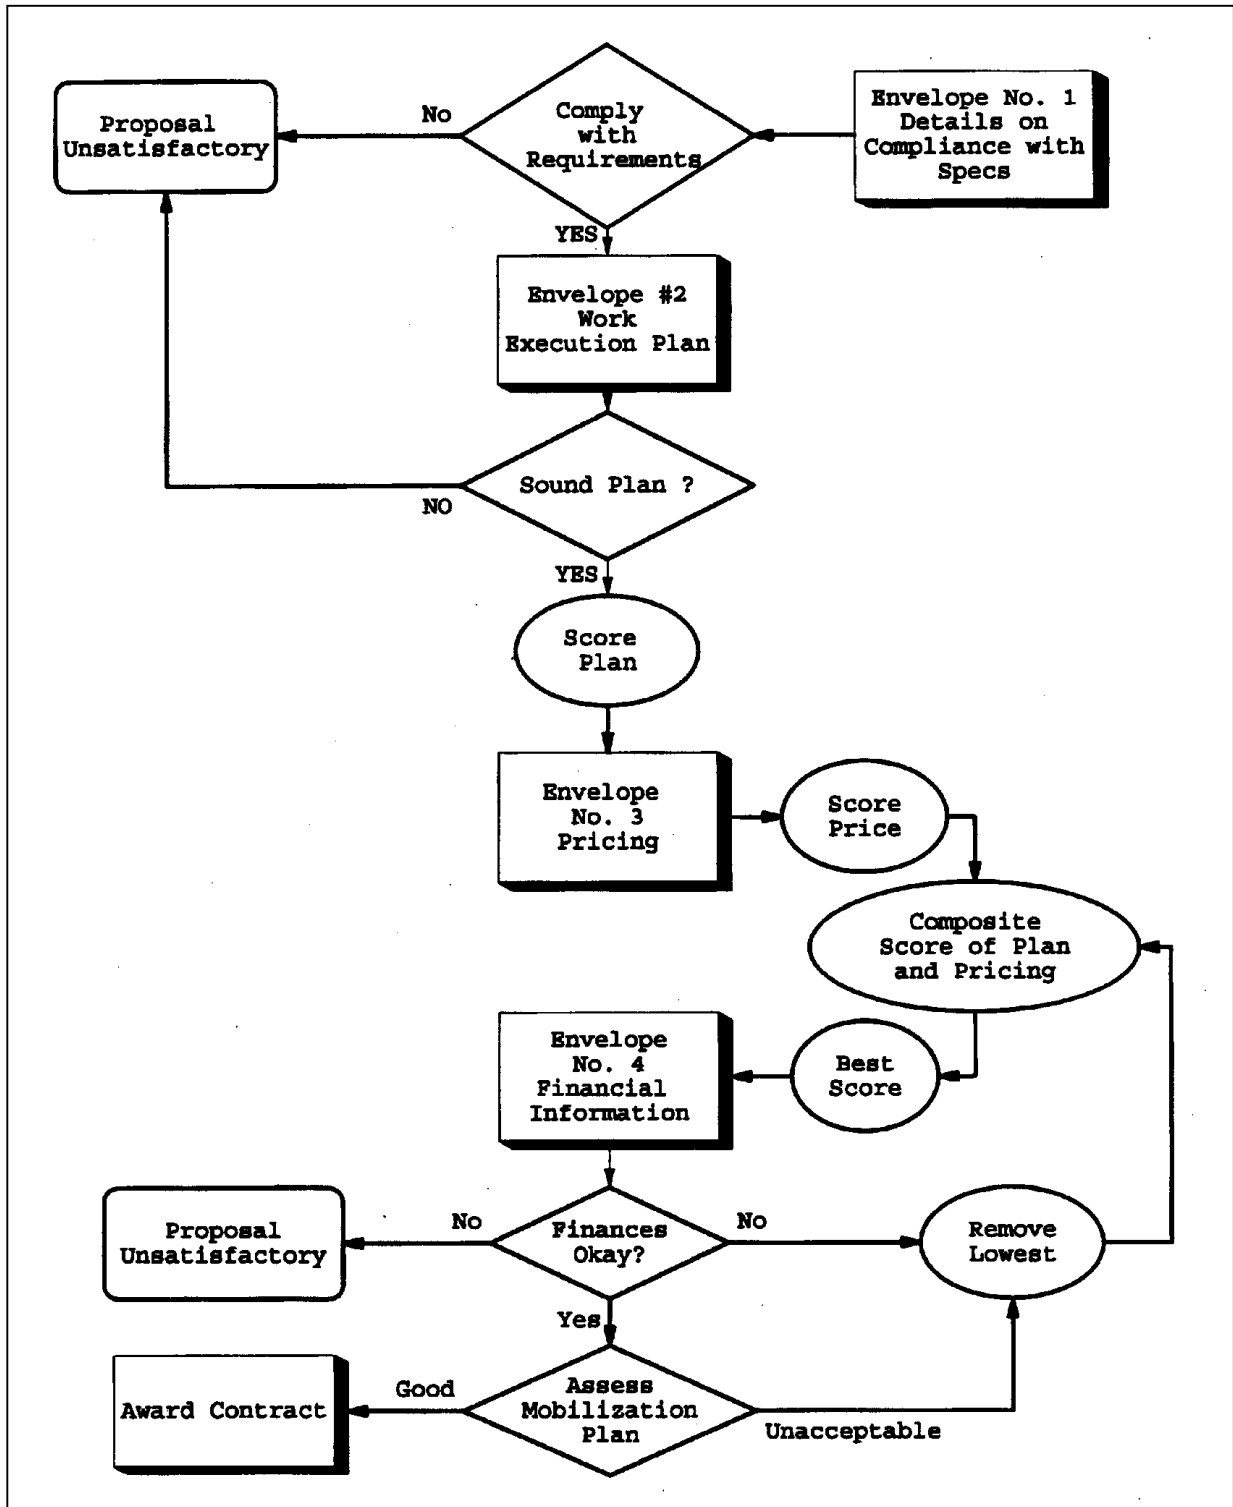 No
Proposal
Unsatisfactory
Comply
with
Requirements
Envelope No. 1
Details on
Compliance with
Specs
YES
Envelope #2
Work
Execution Plan
Sound Plan ?
NO
YES
Score
Plan
Envelope
No. 3
Pricing
Score
Price
Composite
Score of Plan
and Pricing
Best
Score
Envelope
No. 4
Financial
Information
Proposal
Unsatisfactory
No
Finances
Okay?
No
Remove
Lowest
Yes
Award Contract
Good
Assess
Mobilization
Plan
Unacceptable